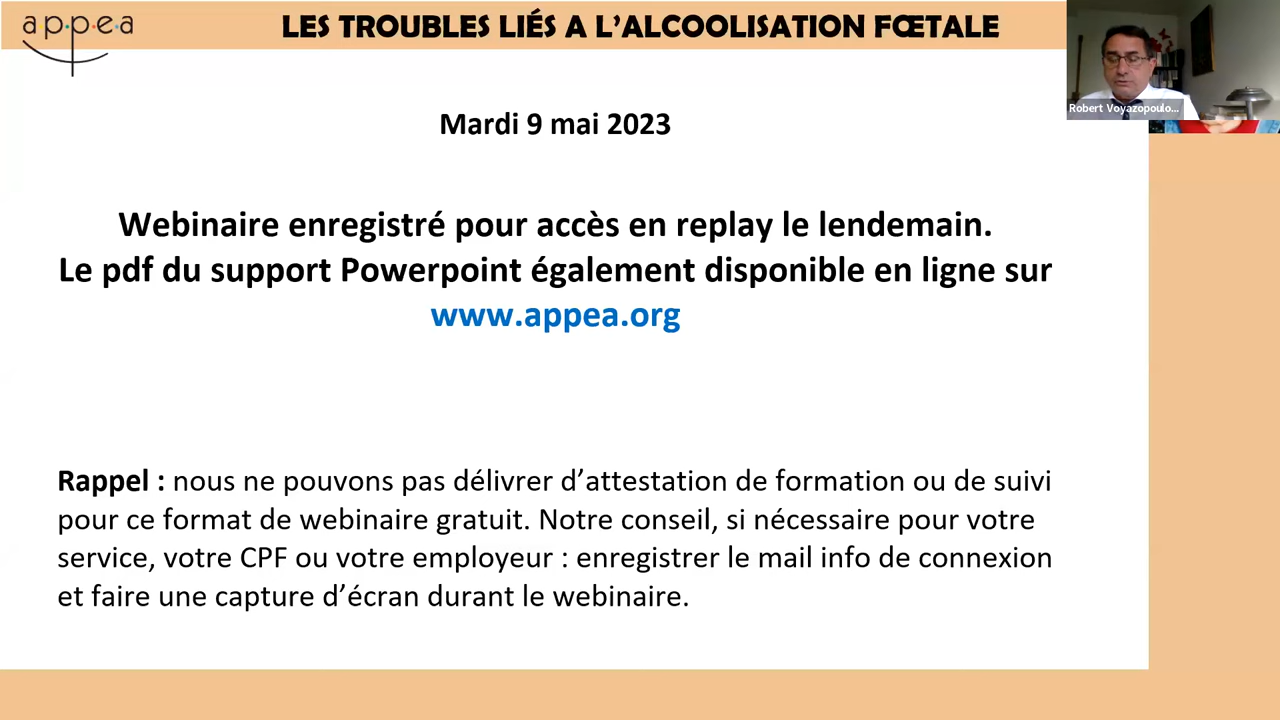 appea
LES TROUBLES LIÉS A L’ALCOOLISATION FŒTALE
Robert Voyazopoulo...
Mardi 9 mai 2023
Webinaire enregistré pour accès en replay le lendemain.
Le pdf du support Powerpoint également disponible en ligne sur
www.appea.org
Rappel : nous ne pouvons pas délivrer d’attestation de formation ou de suivi
pour ce format de webinaire gratuit. Notre conseil, si nécessaire pour votre
service, votre CPF ou votre employeur : enregistrer le mail info de connexion
et faire une capture d’écran durant le webinaire.